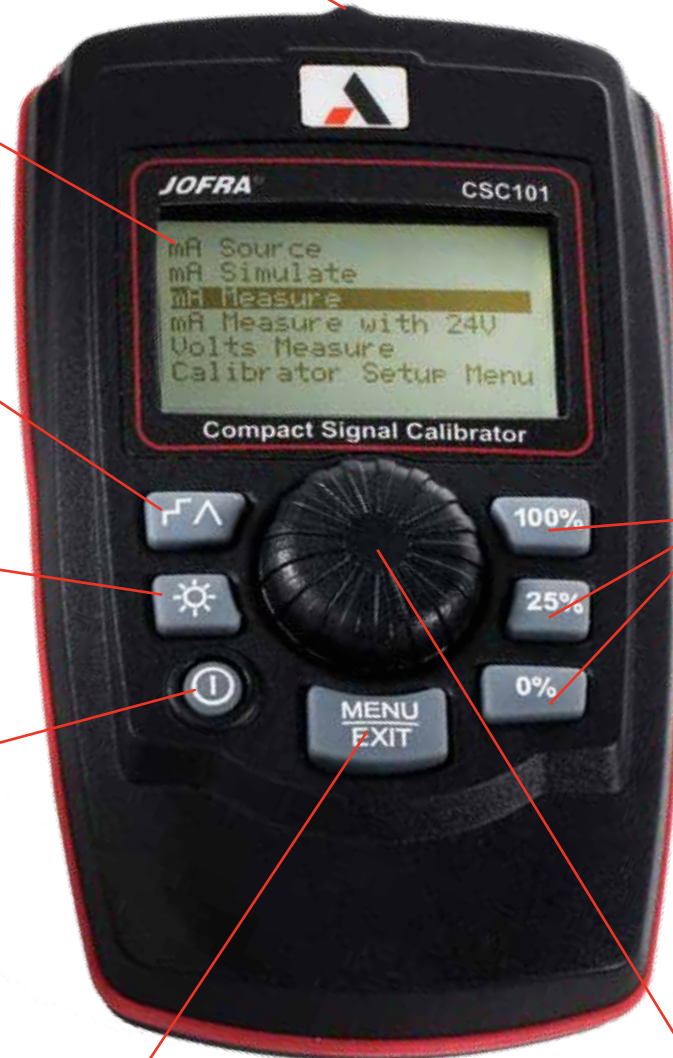 JOFRA®
CSC101
mA Source
mA Simulate
mA Measure
mA Measure with 24V
Volts Measure
Calibrator Setup Menu
Compact Signal Calibrator
100%
25%
0%
MENU
EXIT